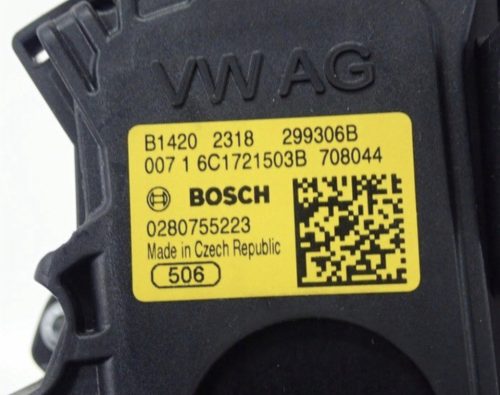 VW AG
B1420 2318 299306B
007 1 6C1721503B 708044
BOSCH
0280755223
Made in Czech Republic
506